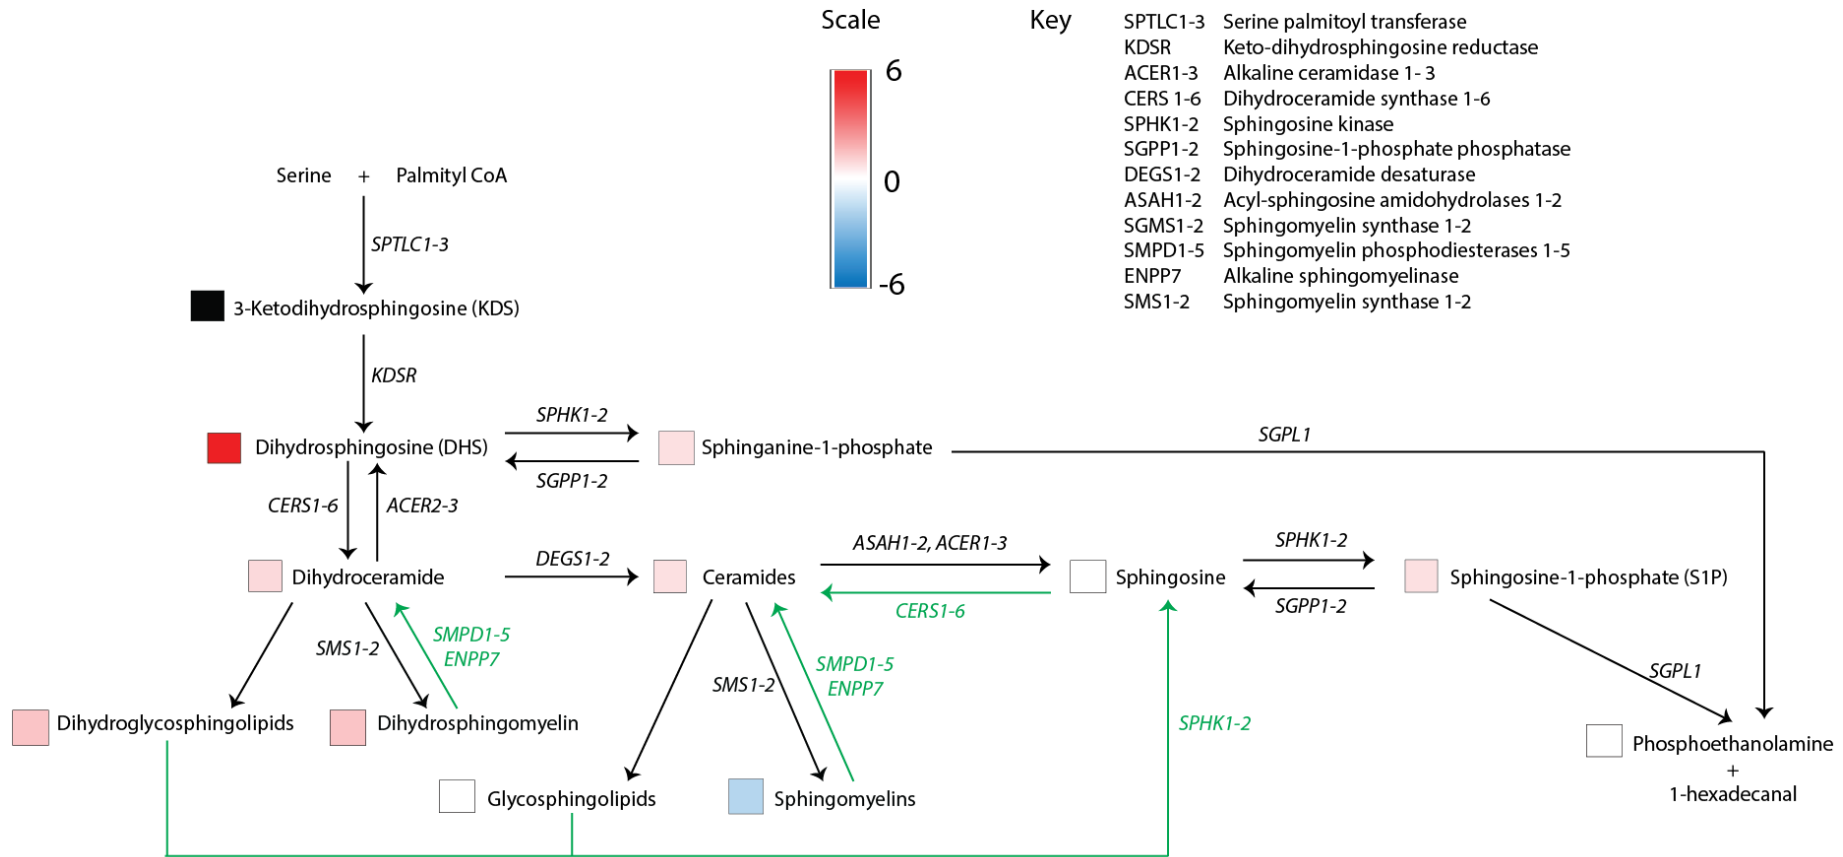 Scale
6
0
-6
Key
SPTLC1-3 Serine palmitoyl transferase
KDSR Keto-dihydrosphingosine reductase
ACER1-3 Alkaline ceramidase 1- 3
CERS 1-6 Dihydroceramide synthase 1-6
SPHK1-2 Sphingosine kinase
SGPP1-2 Sphingosine-1-phosphate phosphatase
DEGS1-2 Dihydroceramide desaturase
ASAH1-2 Acyl-sphingosine amidohydrolases 1-2
SGMS1-2 Sphingomyelin synthase 1-2
SMPD1-5 Sphingomyelin phosphodiesterases 1-5
ENPP7 Alkaline sphingomyelinase
SMS1-2 Sphingomyelin synthase 1-2
Serine + Palmityl CoA
SPTLC1-3
3-Ketodihydrosphingosine (KDS)
KDSR
Dihydrosphingosine (DHS)
SPHK1-2
SGPP1-2
Sphinganine-1-phosphate
SGPL1
CERS1-6
ACER2-3
Dihydroceramide
DEGS1-2
Ceramides
ASAH1-2, ACER1-3
CERS1-6
Sphingosine
SPHK1-2
SGPP1-2
Sphingosine-1-phosphate (S1P)
SMS1-2
SMPD1-5
ENPP7
SMS1-2
SMPD1-5
ENPP7
SPHK1-2
SGPL1
Dihydroglycosphingolipids
Dihydrosphingomyelin
Glycosphingolipids
Sphingomyelins
Phosphoethanolamine
+
1-hexadecanal